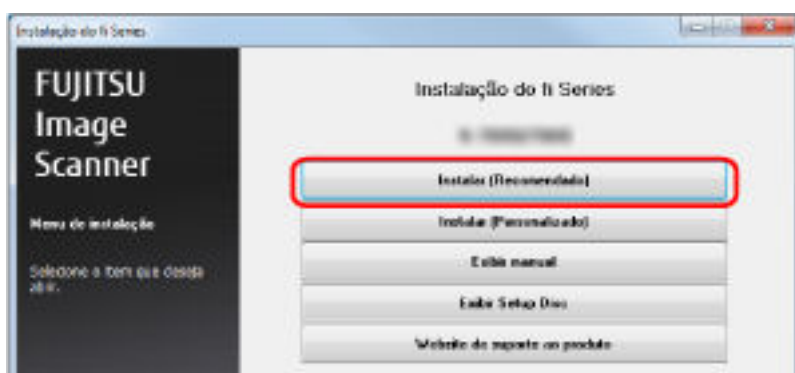 Instalação do fi Series
FUJITSU
Image
Scanner
Menu de instalação
Selecione o item que deseja
abrir.
Instalação do fi Series
Instalar (Recomendado)
Instalar (Personalizado)
Exibir manual
Exibir Setup Disc
Website de suporte ao produto